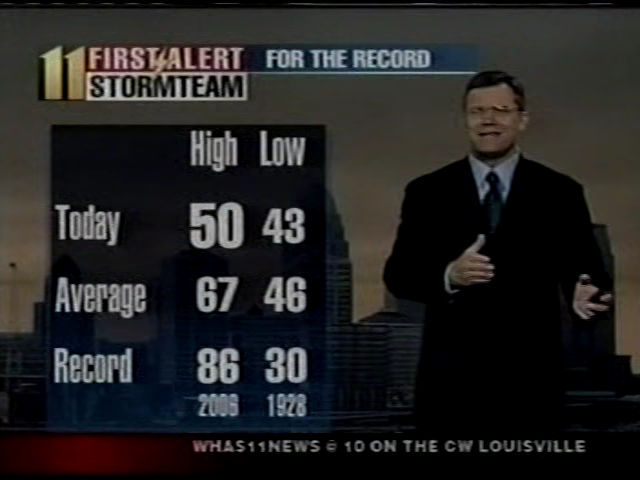 11 FIRST ALERT STORMTEAM
FOR THE RECORD
High Low
Today 50 43
Average 67 46
Record 86 30
2006 1928
WHAS11NEWS @ 10 ON THE CW LOUISVILLE